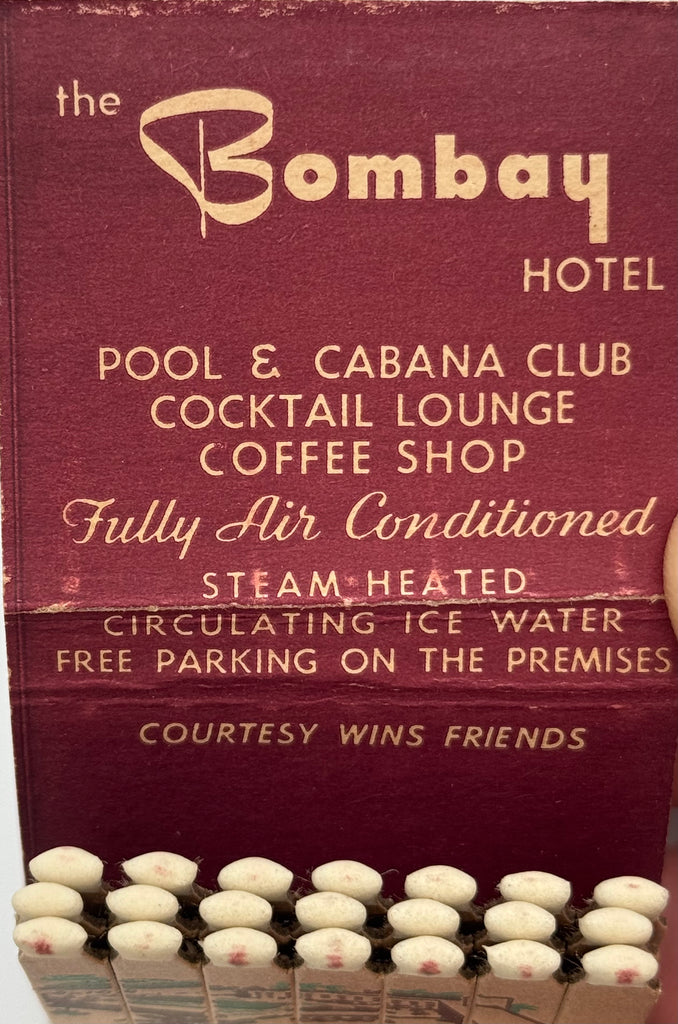 the
Bombay
HOTEL
POOL & CABANA CLUB
COCKTAIL LOUNGE
COFFEE SHOP
Fully Air Conditioned
STEAM HEATED
CIRCULATING ICE WATER
FREE PARKING ON THE PREMISES
COURTESY WINS FRIENDS